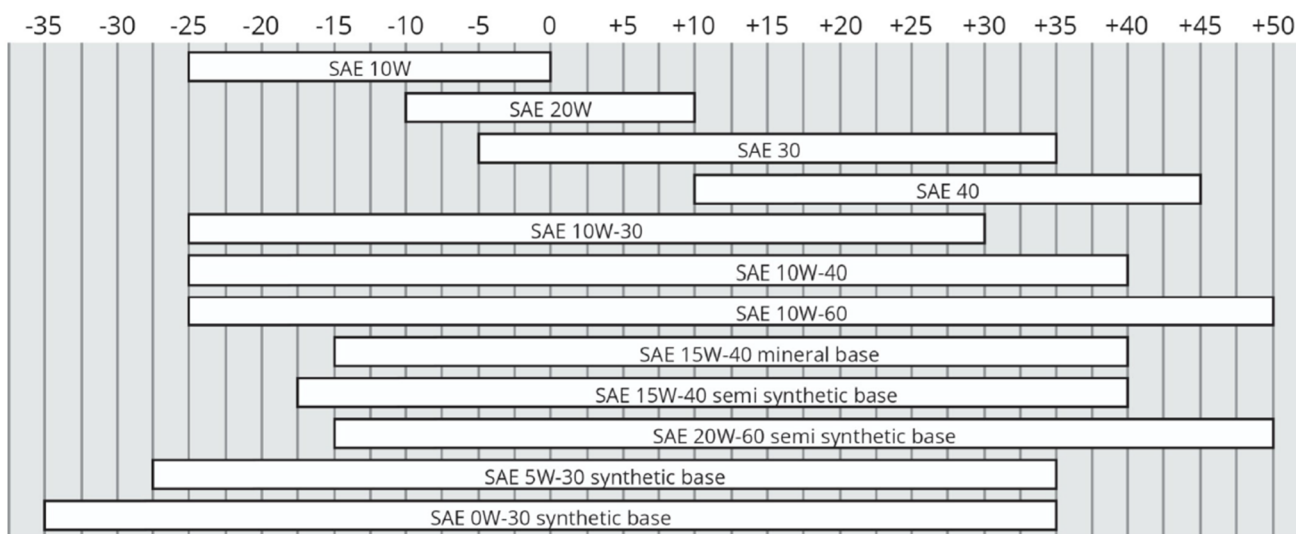 -35 -30 -25 -20 -15 -10 -5 0 +5 +10 +15 +20 +25 +30 +35 +40 +45 +50
SAE 10W
SAE 20W
SAE 30
SAE 40
SAE 10W-30
SAE 10W-40
SAE 10W-60
SAE 15W-40 mineral base
SAE 15W-40 semi synthetic base
SAE 20W-60 semi synthetic base
SAE 5W-30 synthetic base
SAE 0W-30 synthetic base